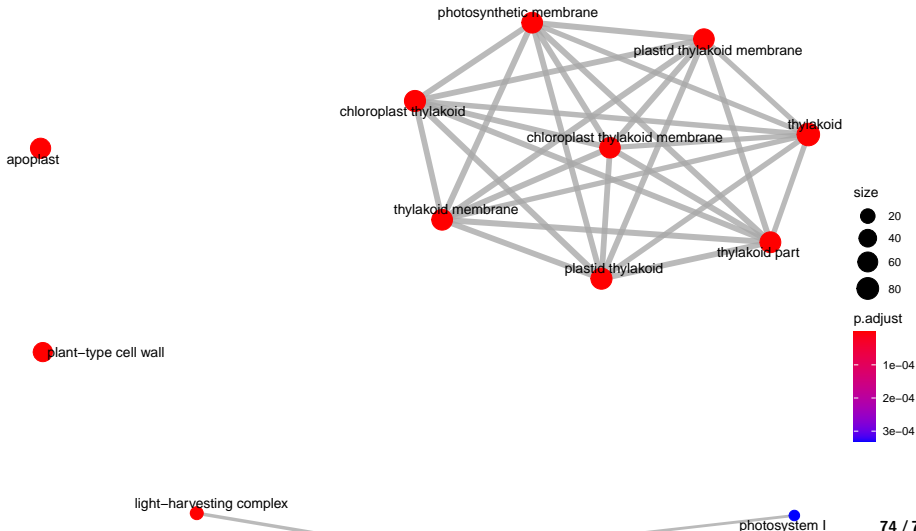 photosynthetic membrane
plastid thylakoid membrane
chloroplast thylakoid
thylakoid
chloroplast thylakoid membrane
apoplast
thylakoid membrane
thylakoid part
plastid thylakoid
size
20
40
60
80
p.adjust
1e−04
2e−04
3e−04
plant−type cell wall
light−harvesting complex
photosystem I
74 / 7